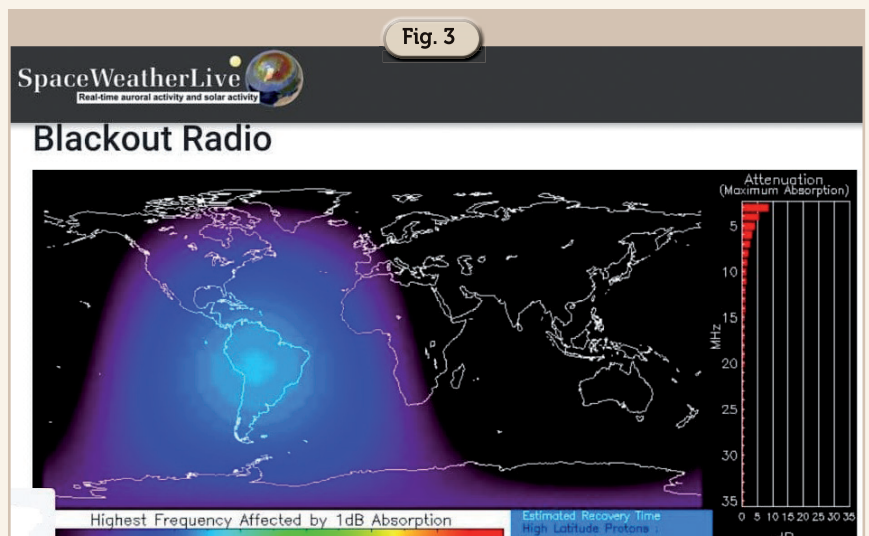 Fig. 3
SpaceWeatherLive
Real-time auroral activity and solar activity
Blackout Radio
Attenuation
(Maximum Absorption)
5
10
15
MHz
20
25
30
35
0 5 10 15 20 25 30 35
Highest Frequency Affected by 1dB Absorption
Estimated Recovery Time
High Latitude Protons :